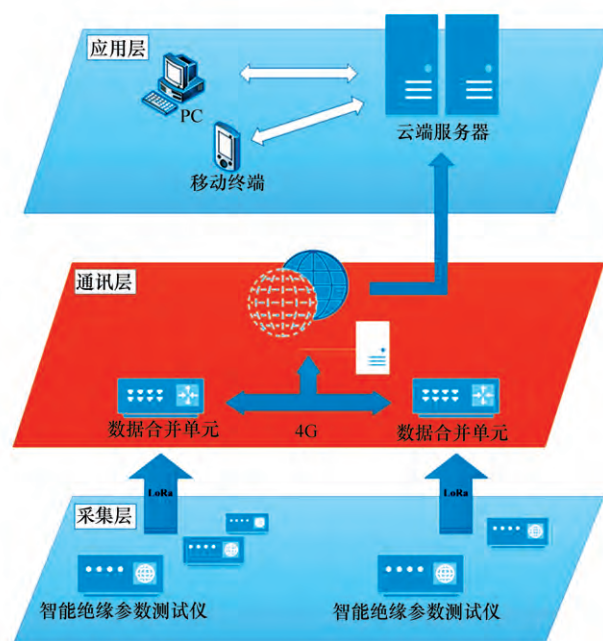 应用层
PC
移动终端
云端服务器
通讯层
数据合并单元
4G
数据合并单元
LoRa
LoRa
采集层
智能绝缘参数测试仪
智能绝缘参数测试仪